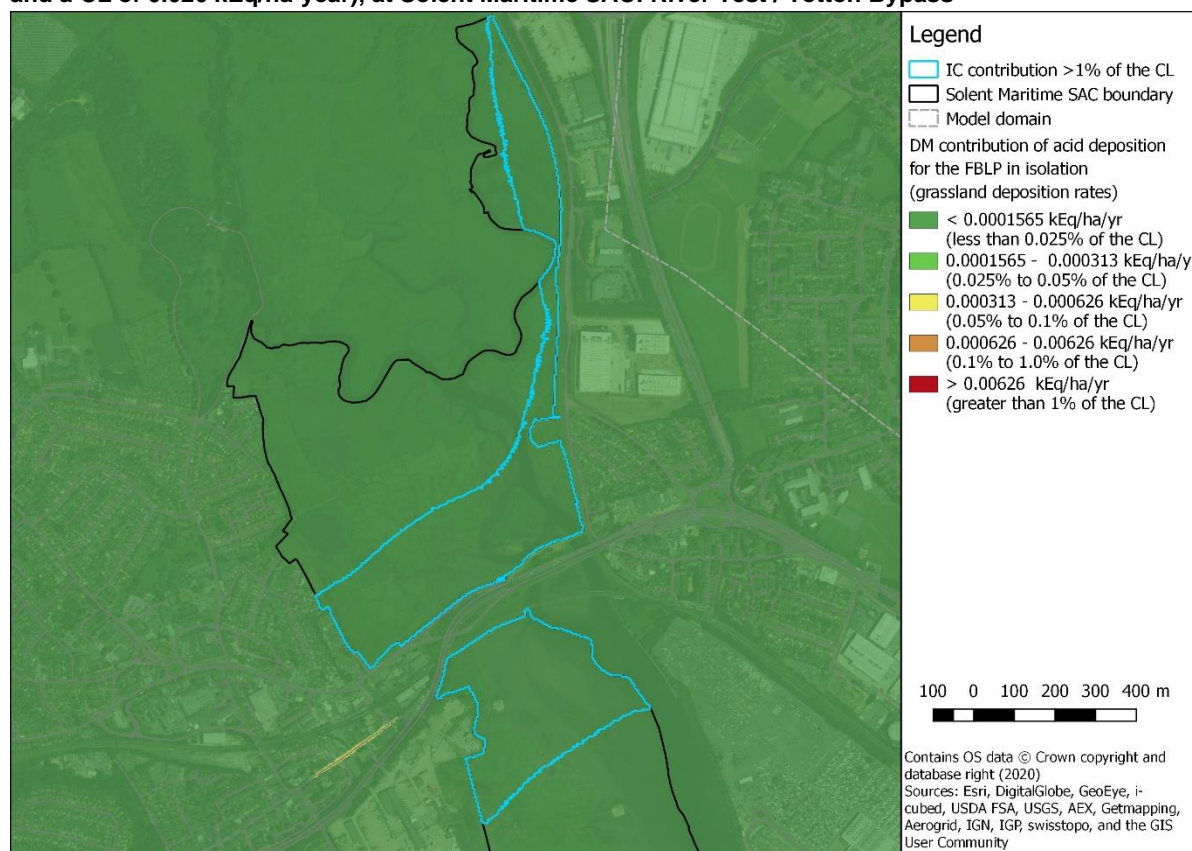 and a CL of 0.626 kEq/ha-year), at Solent Maritime SAC: River Test / Totton Bypass
Legend
IC contribution >1% of the CL
Solent Maritime SAC boundary
Model domain
DM contribution of acid deposition
for the FBLP in isolation
(grassland deposition rates)
< 0.0001565 kEq/ha/yr
(less than 0.025% of the CL)
0.0001565 - 0.000313 kEq/ha/y
(0.025% to 0.05% of the CL)
0.000313 - 0.000626 kEq/ha/yr
(0.05% to 0.1% of the CL)
0.000626 - 0.00626 kEq/ha/yr
(0.1% to 1.0% of the CL)
> 0.00626 kEq/ha/yr
(greater than 1% of the CL)
100 0 100 200 300 400 m
Contains OS data © Crown copyright and
database right (2020)
Sources: Esri, DigitalGlobe, GeoEye, i-
cubed, USDA FSA, USGS, AEX, Getmapping,
Aerogrid, IGN, IGP, swisstopo, and the GIS
User Community